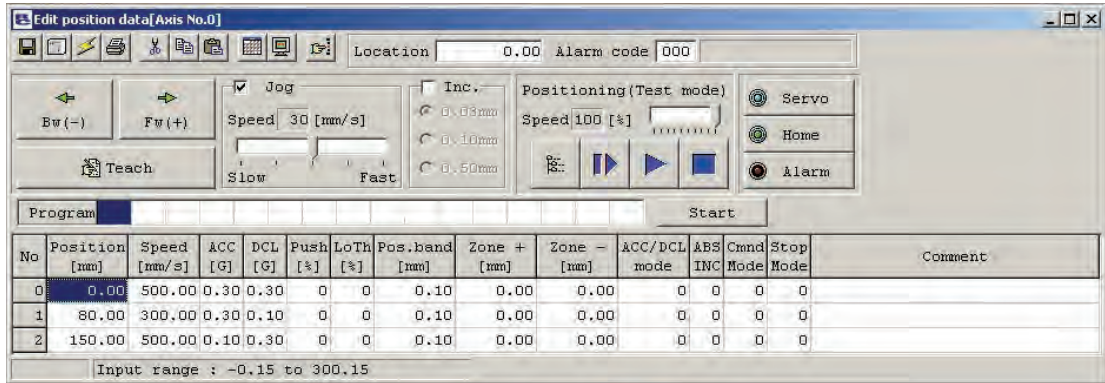 Edit position data[Axis No.0]
Location 0.00 Alarm code 000
Bw(-) Fw(+)
Teach
Jog
Speed 30 [mm/s]
Slow Fast
Inc.
0.03mm
0.10mm
0.50mm
Positioning(Test mode)
Speed 100 [%]
Servo
Home
Alarm
Program Start
No Position [mm] Speed [mm/s] ACC [G] DCL [G] Push [%] LoTh [%] Pos.band [mm] Zone + [mm] Zone - [mm] ACC/DCL mode ABS INC Cmnd Mode Stop Mode Comment
0 0.00 500.00 0.30 0.30 0 0 0.10 0.00 0.00 0 0 0 0
1 80.00 300.00 0.30 0.10 0 0 0.10 0.00 0.00 0 0 0 0
2 150.00 500.00 0.10 0.30 0 0 0.10 0.00 0.00 0 0 0 0
Input range : -0.15 to 300.15